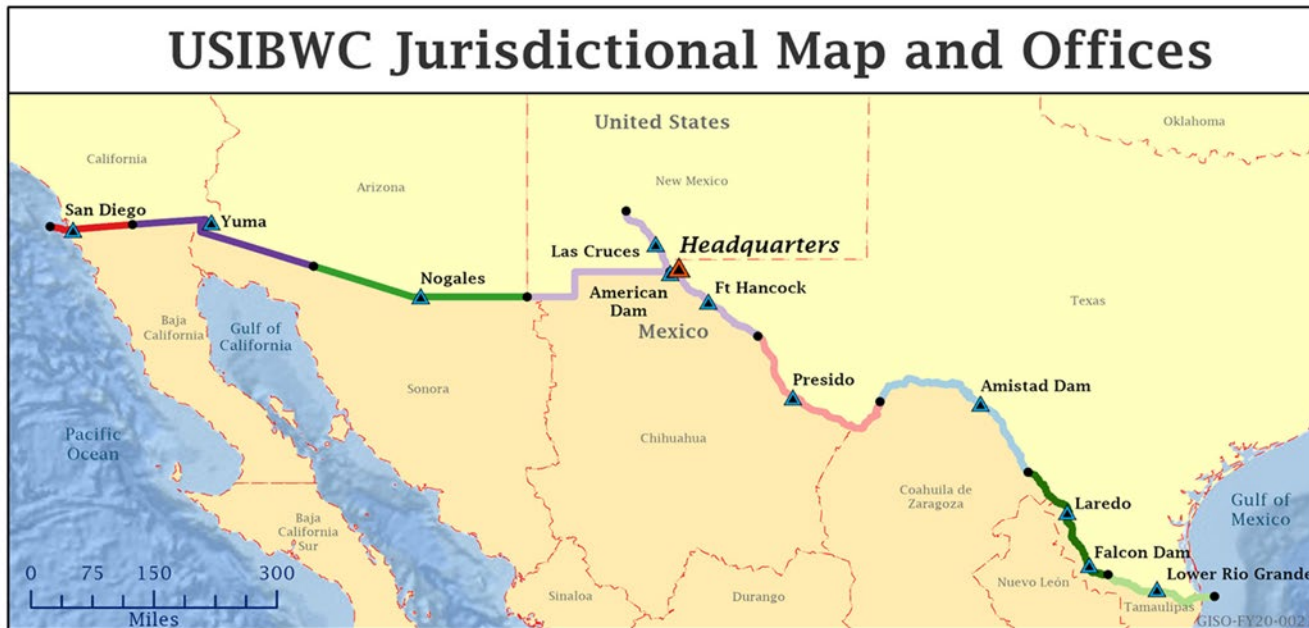 USIBWC Jurisdictional Map and Offices
United States
Oklahoma
California
Arizona
New Mexico
San Diego
Yuma
Las Cruces
Headquarters
Nogales
American
Dam
Ft Hancock
Texas
Mexico
Baja
California
Gulf of
California
Sonora
Presido
Amistad Dam
Pacific
Ocean
Chihuahua
Coahuila de
Zaragoza
Laredo
Gulf of
Mexico
Baja
California
Sur
Falcon Dam
Lower Rio Grande
Nuevo León
Sinaloa
Durango
Tamaulipas
0 75 150 300
Miles
GISO-FY20-002